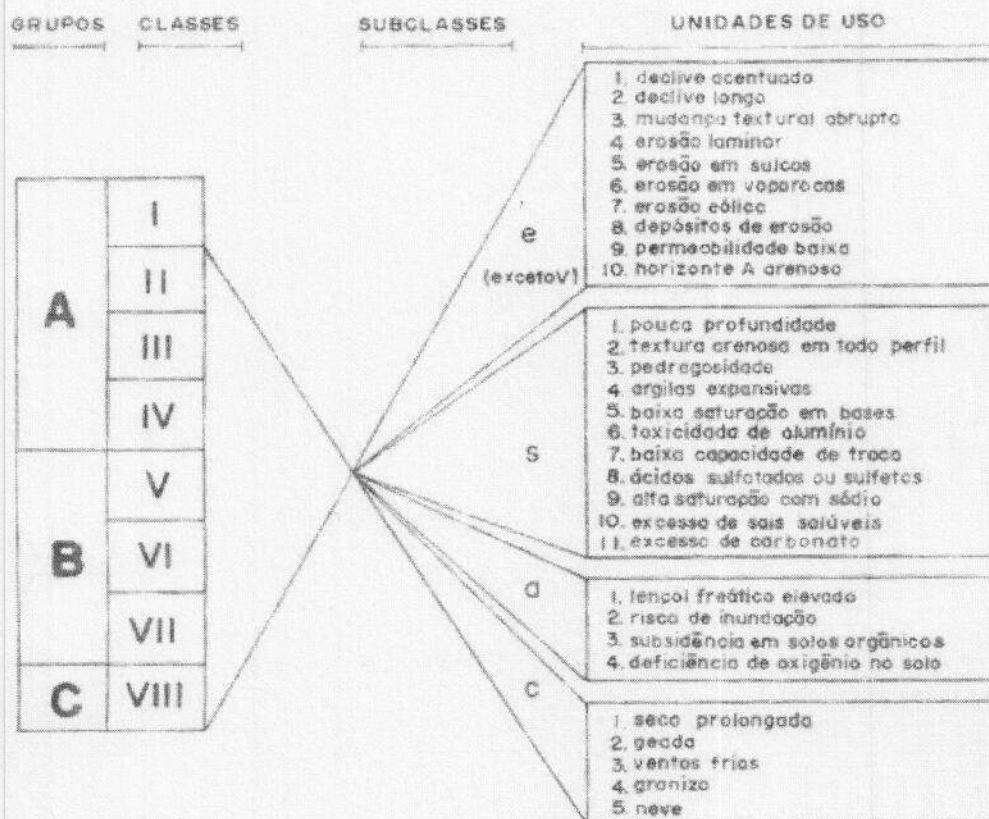 GRUPOS CLASSES SUBCLASSES UNIDADES DE USO
A
B
C
I
II
III
IV
V
VI
VII
VIII
e
(exceto V)
1. declive acentuado
2. declive longo
3. mudança textural abrupta
4. erosão laminar
5. erosão em sulcos
6. erosão em voçorocas
7. erosão eólica
8. depósitos de erosão
9. permeabilidade baixa
10. horizonte A arenoso
s
1. pouca profundidade
2. textura arenosa em todo perfil
3. pedregosidade
4. argilas expansivas
5. baixa saturação em bases
6. toxicidade de alumínio
7. baixa capacidade de troca
8. ácidos sulfatados ou sulfetos
9. alta saturação com sódio
10. excesso de sais solúveis
11. excesso de carbonato
a
1. lençol freático elevado
2. risco de inundação
3. subsidência em solos orgânicos
4. deficiência de oxigênio no solo
c
1. seca prolongada
2. geada
3. ventos frios
4. granizo
5. neve